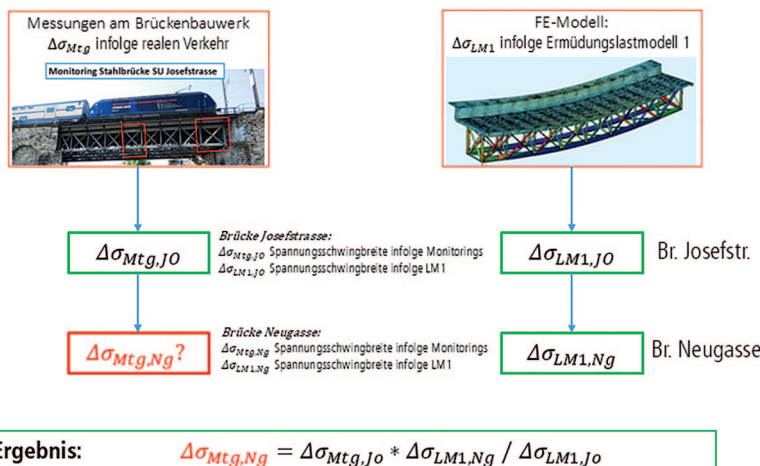 Messungen am Brückenbauwerk
Δσ_Mtg infolge realen Verkehr
Monitoring Stahlbrücke SU Josefstrasse
FE-Modell:
Δσ_LM1 infolge Ermüdungslastmodell 1
Δσ_Mtg,JO
Brücke Josefstrasse:
Δσ_Mtg,JO Spannungsschwingbreite infolge Monitorings
Δσ_LM1,JO Spannungsschwingbreite infolge LM1
Δσ_LM1,JO
Br. Josefstr.
Δσ_Mtg,Ng?
Brücke Neugasse:
Δσ_Mtg,Ng Spannungsschwingbreite infolge Monitorings
Δσ_LM1,Ng Spannungsschwingbreite infolge LM1
Δσ_LM1,Ng
Br. Neugasse
Ergebnis: Δσ_Mtg,Ng = Δσ_Mtg,Jo * Δσ_LM1,Ng / Δσ_LM1,Jo